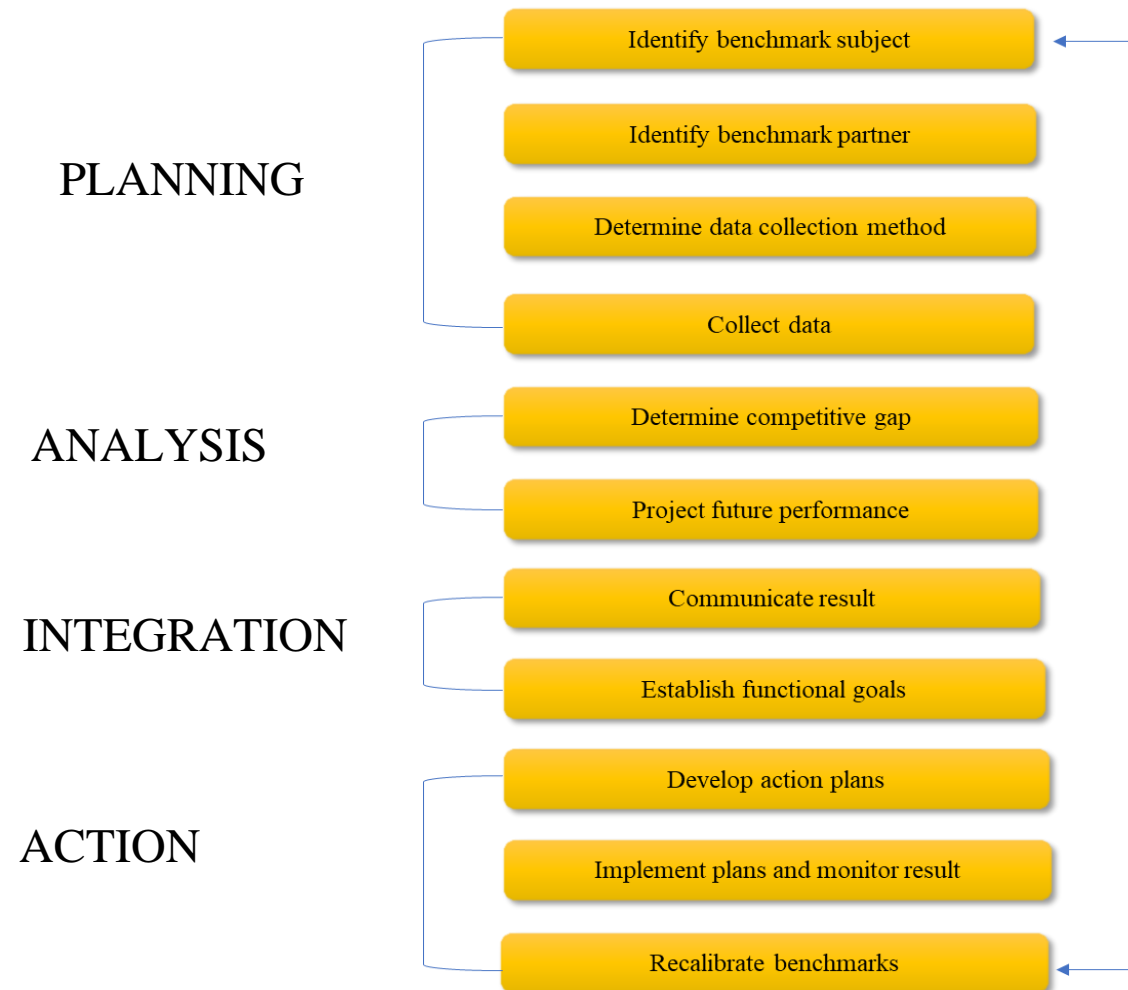 PLANNING
Identify benchmark subject
Identify benchmark partner
Determine data collection method
Collect data
ANALYSIS
Determine competitive gap
Project future performance
INTEGRATION
Communicate result
Establish functional goals
ACTION
Develop action plans
Implement plans and monitor result
Recalibrate benchmarks